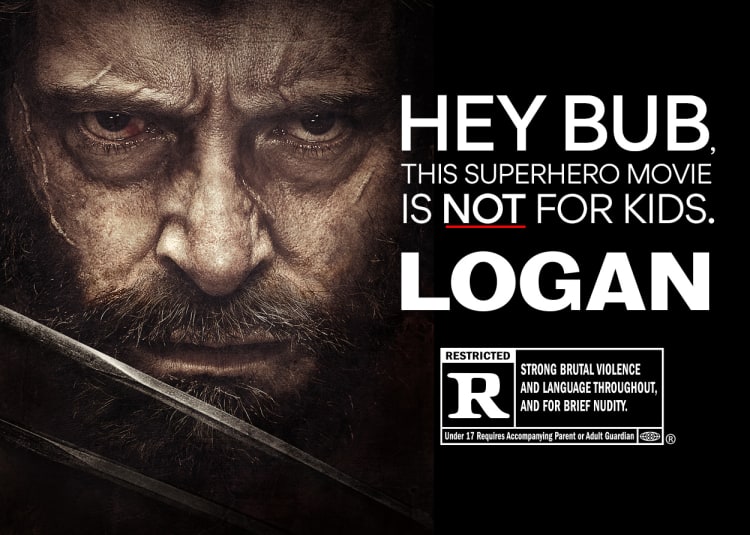 HEY BUB,
THIS SUPERHERO MOVIE
IS NOT FOR KIDS.
LOGAN
RESTRICTED
R
STRONG BRUTAL VIOLENCE
AND LANGUAGE THROUGHOUT,
AND FOR BRIEF NUDITY.
Under 17 Requires Accompanying Parent or Adult Guardian
®